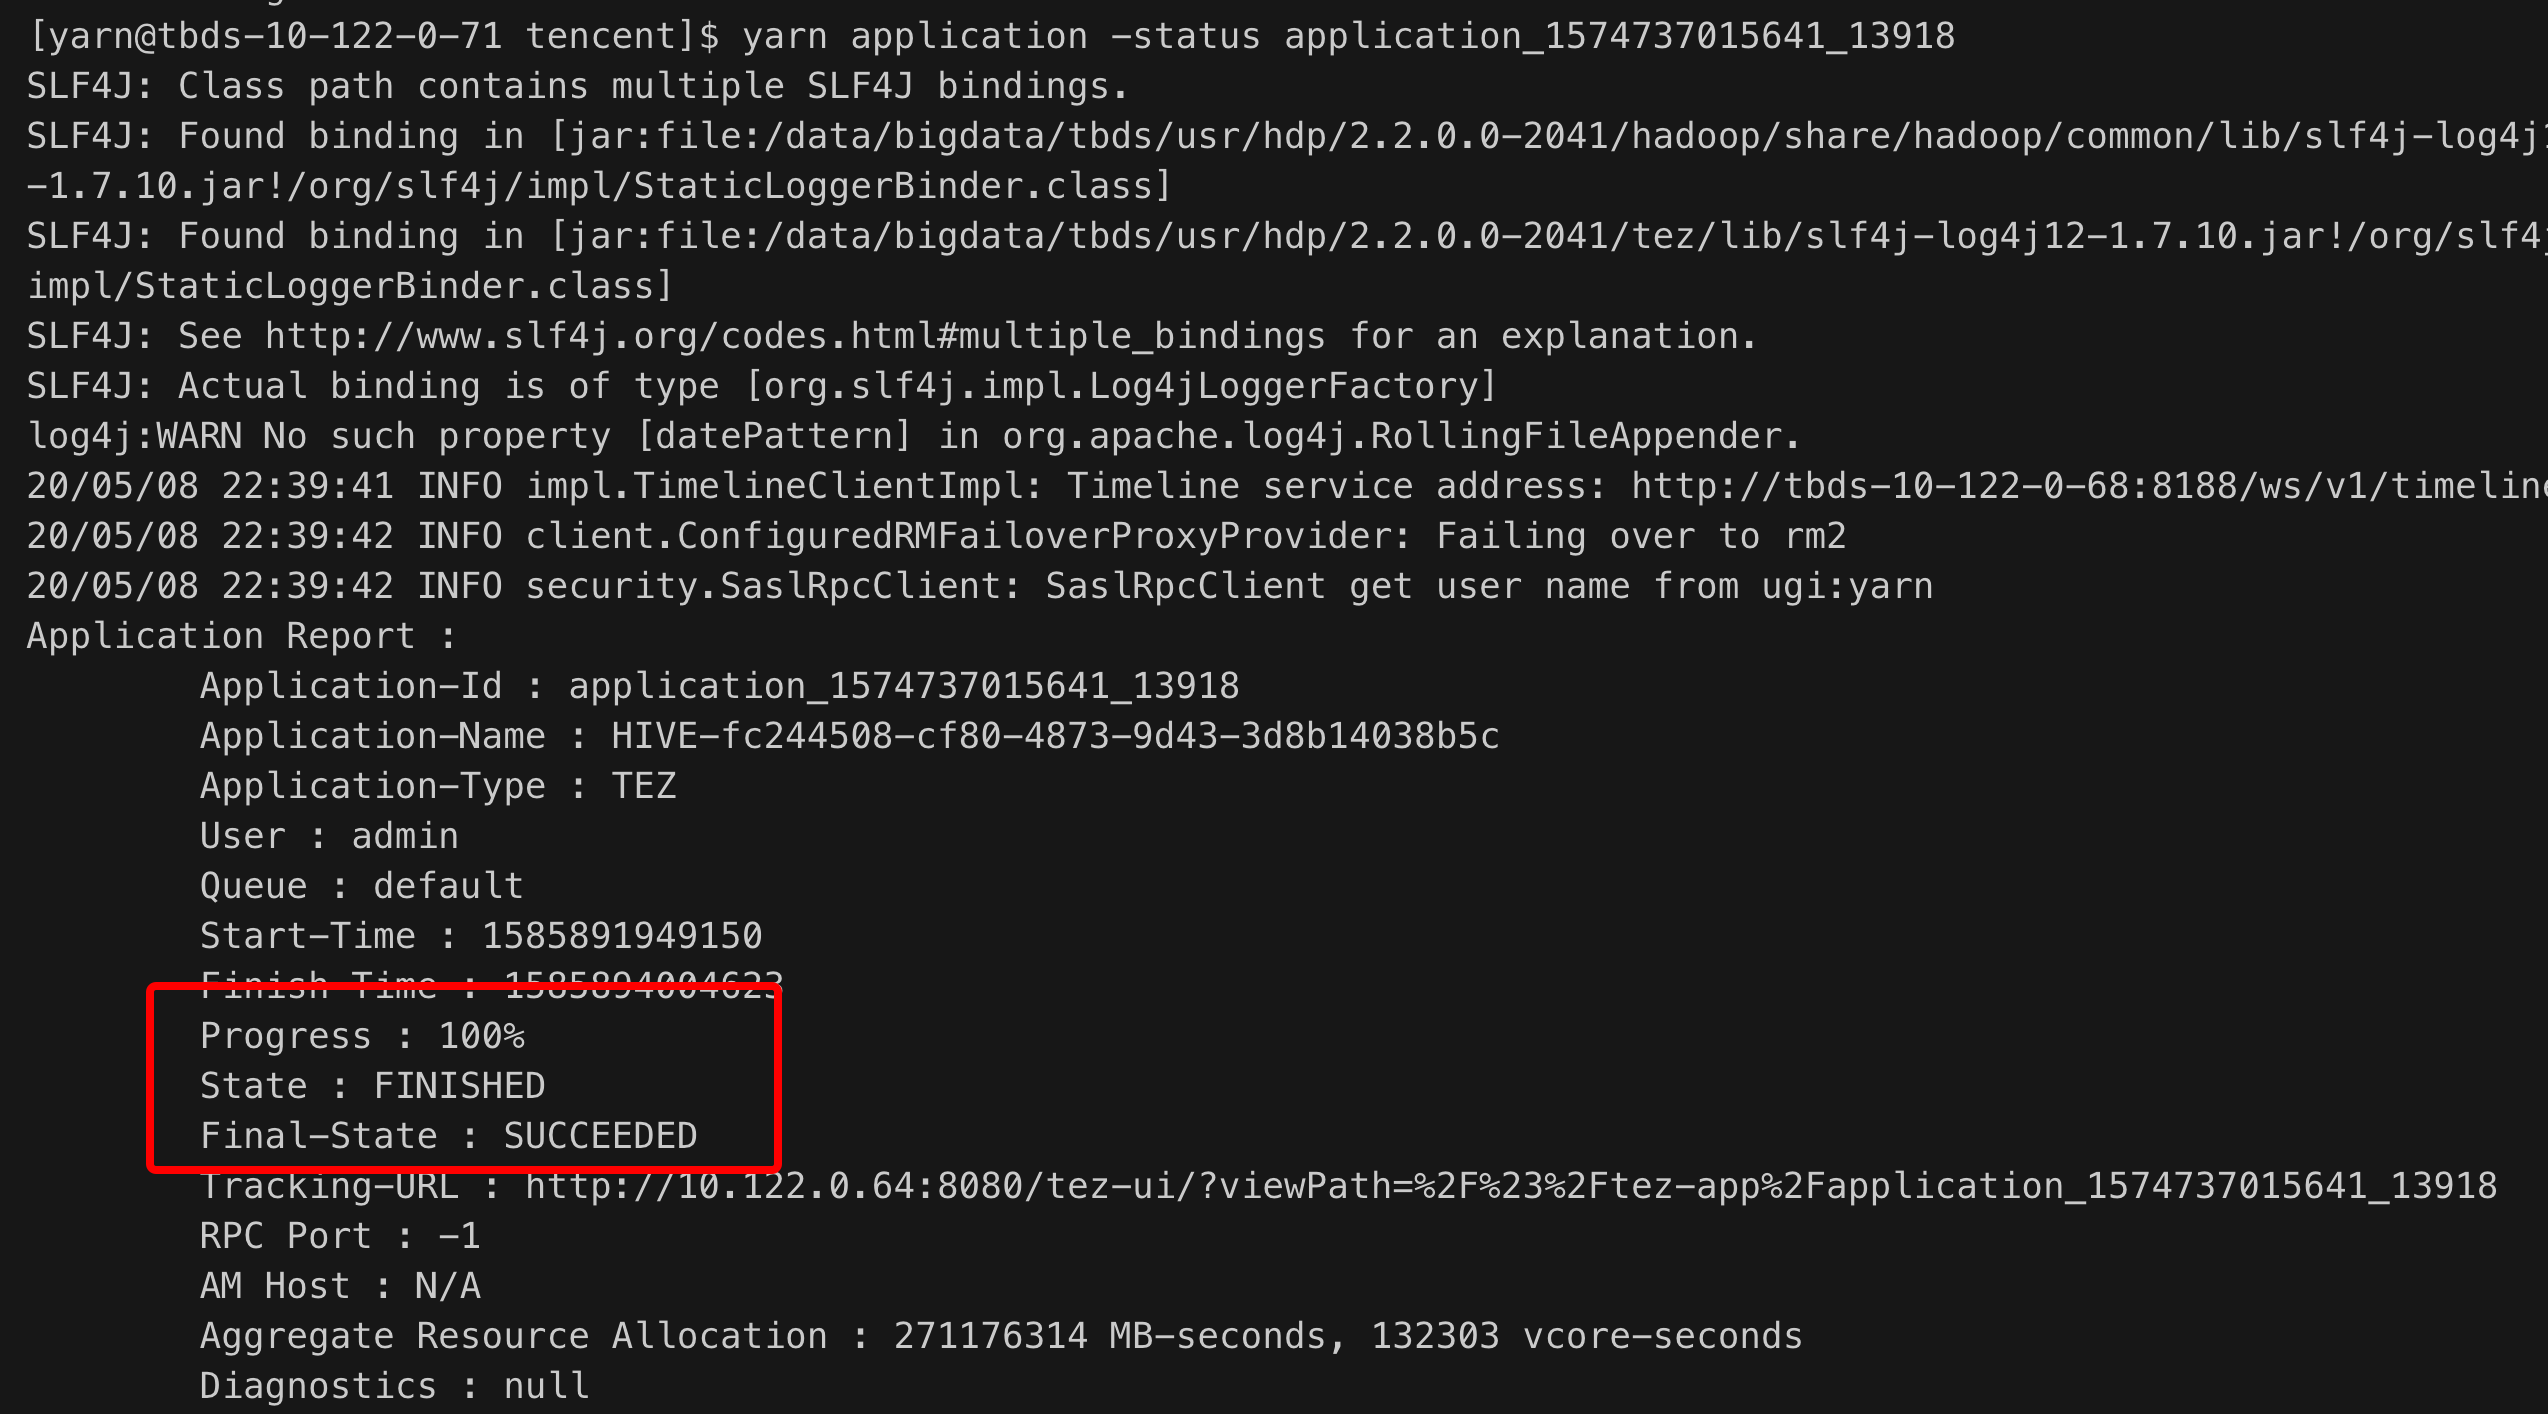 [yarn@tbds-10-122-0-71 tencent]$ yarn application -status application_1574737015641_13918
SLF4J: Class path contains multiple SLF4J bindings.
SLF4J: Found binding in [jar:file:/data/bigdata/tbds/usr/hdp/2.2.0.0-2041/hadoop/share/hadoop/common/lib/slf4j-log4j1
-1.7.10.jar!/org/slf4j/impl/StaticLoggerBinder.class]
SLF4J: Found binding in [jar:file:/data/bigdata/tbds/usr/hdp/2.2.0.0-2041/tez/lib/slf4j-log4j12-1.7.10.jar!/org/slf4j
impl/StaticLoggerBinder.class]
SLF4J: See http://www.slf4j.org/codes.html#multiple_bindings for an explanation.
SLF4J: Actual binding is of type [org.slf4j.impl.Log4jLoggerFactory]
log4j:WARN No such property [datePattern] in org.apache.log4j.RollingFileAppender.
20/05/08 22:39:41 INFO impl.TimelineClientImpl: Timeline service address: http://tbds-10-122-0-68:8188/ws/v1/timeline
20/05/08 22:39:42 INFO client.ConfiguredRMFailoverProxyProvider: Failing over to rm2
20/05/08 22:39:42 INFO security.SaslRpcClient: SaslRpcClient get user name from ugi:yarn
Application Report :
Application-Id : application_1574737015641_13918
Application-Name : HIVE-fc244508-cf80-4873-9d43-3d8b14038b5c
Application-Type : TEZ
User : admin
Queue : default
Start-Time : 1585891949150
Finish-Time : 1585894004623
Progress : 100%
State : FINISHED
Final-State : SUCCEEDED
Tracking-URL : http://10.122.0.64:8080/tez-ui/?viewPath=%2F%23%2Ftez-app%2Fapplication_1574737015641_13918
RPC Port : -1
AM Host : N/A
Aggregate Resource Allocation : 271176314 MB-seconds, 132303 vcore-seconds
Diagnostics : null